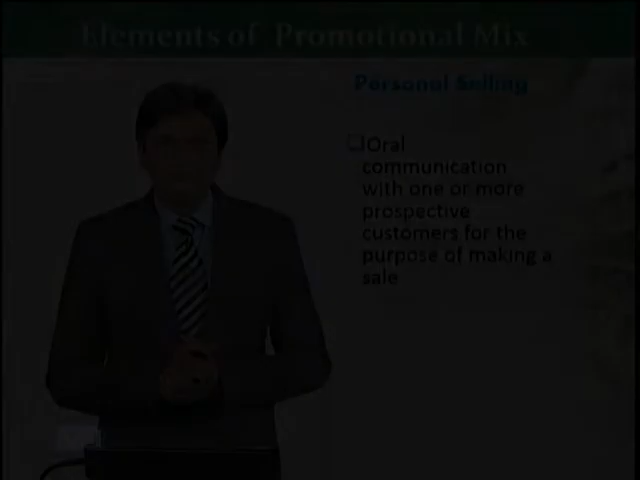 Elements of Promotional Mix
Personal Selling
Oral
communication
with one or more
prospective
customers for the
purpose of making a
sale